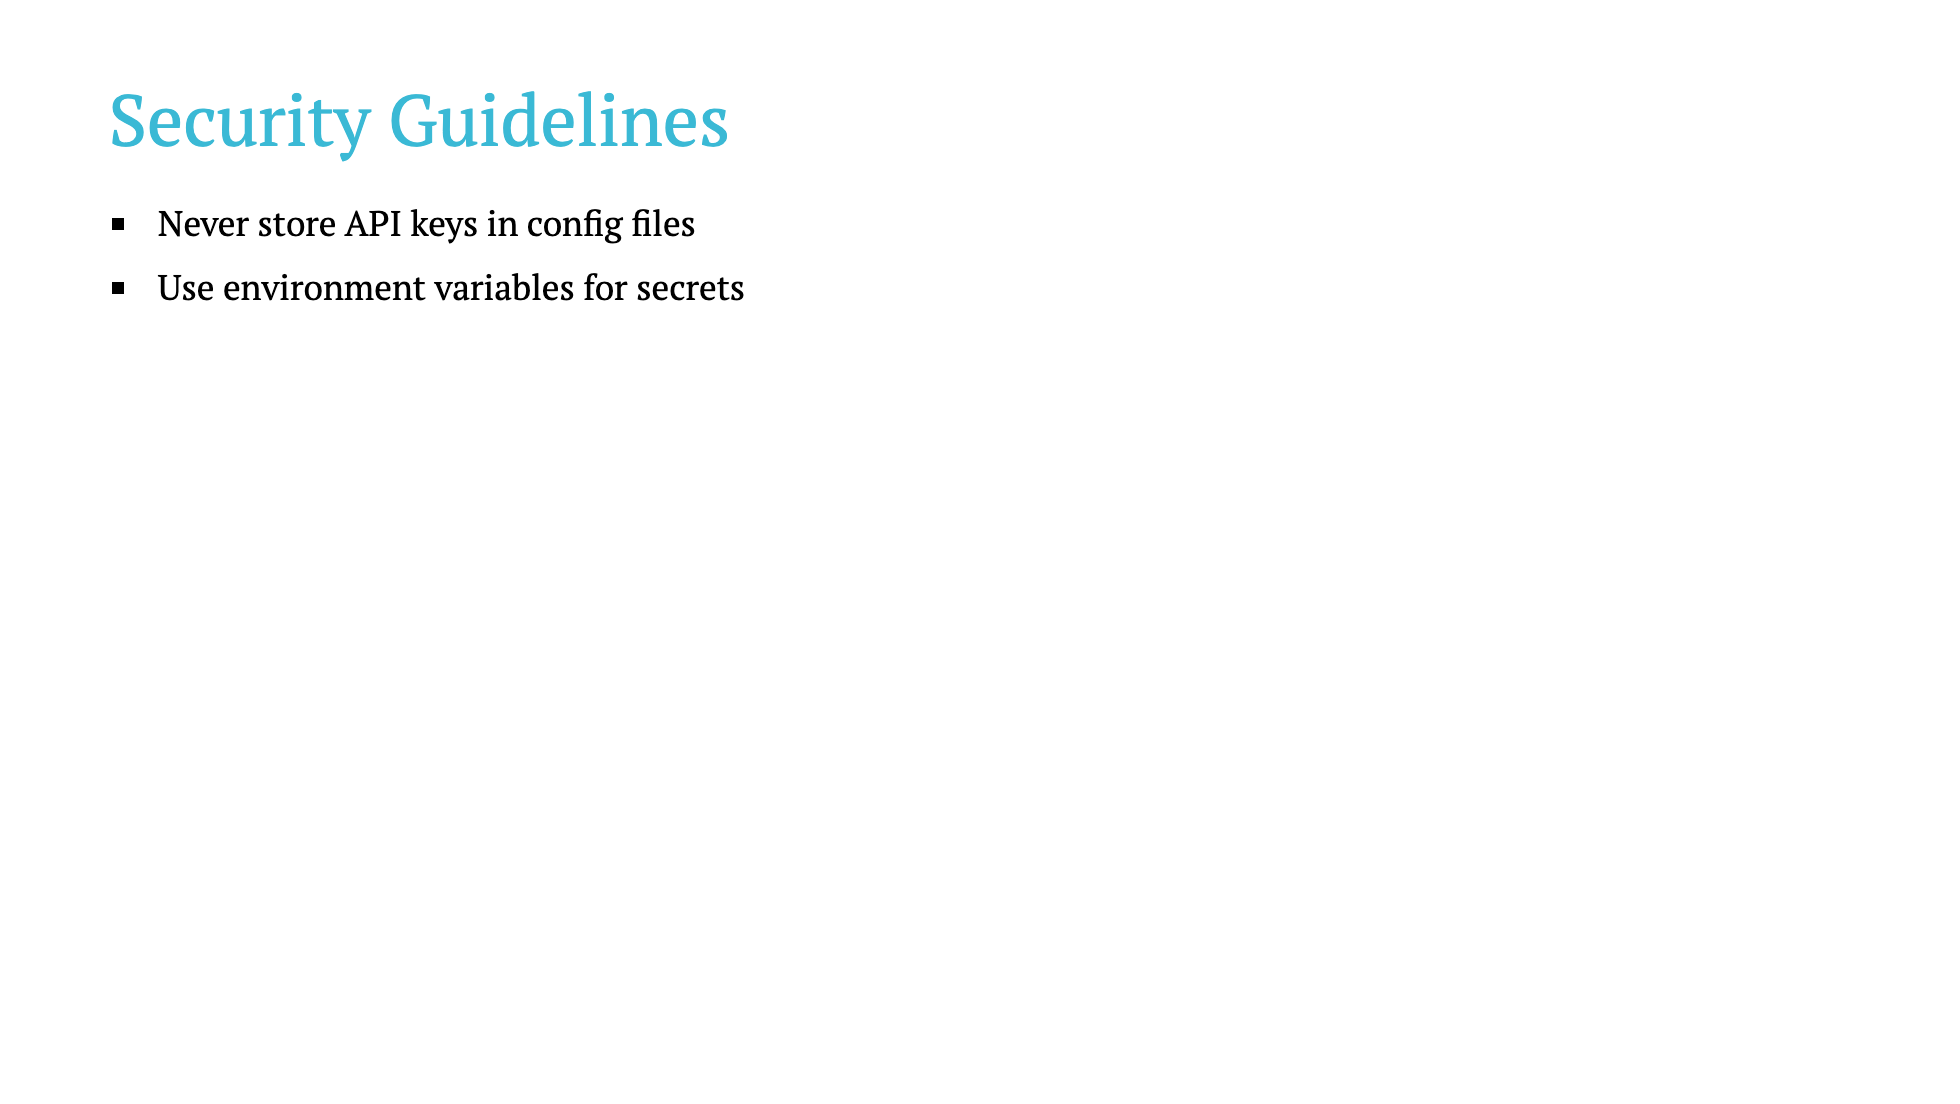 Security Guidelines
▪ Never store API keys in config files
▪ Use environment variables for secrets